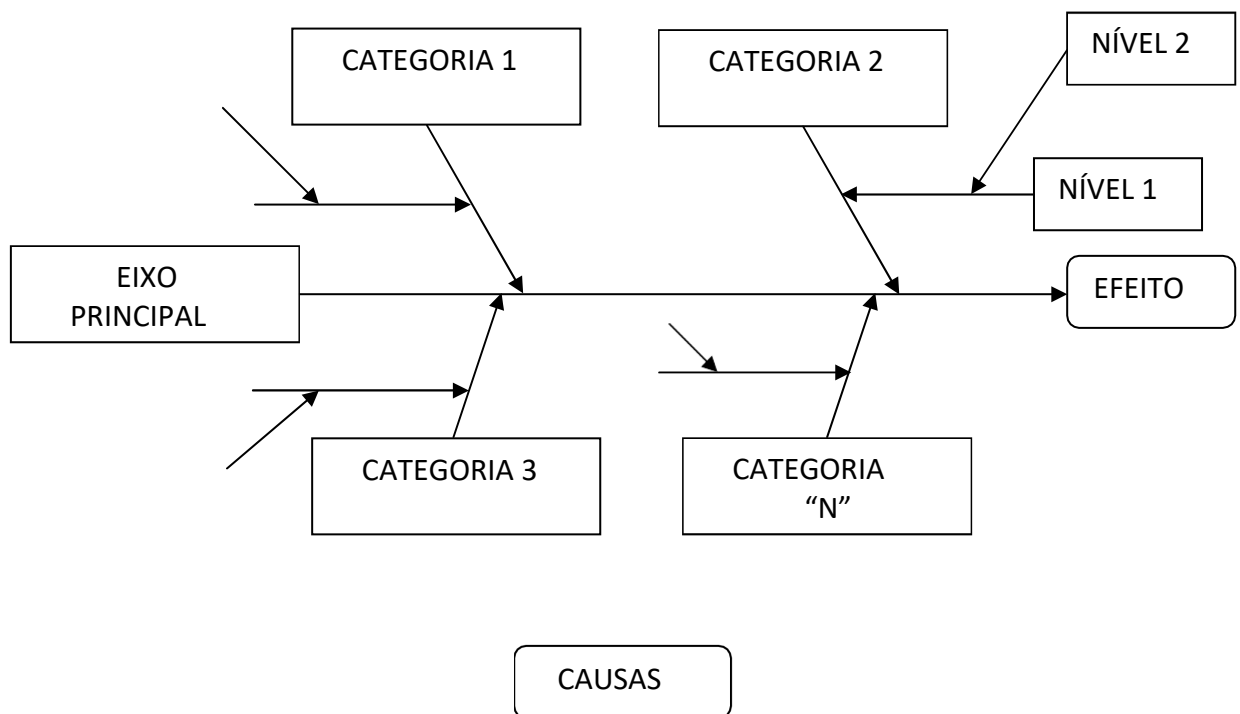 CATEGORIA 1
CATEGORIA 2
NÍVEL 2
NÍVEL 1
EIXO
PRINCIPAL
EFEITO
CATEGORIA 3
CATEGORIA
“N”
CAUSAS